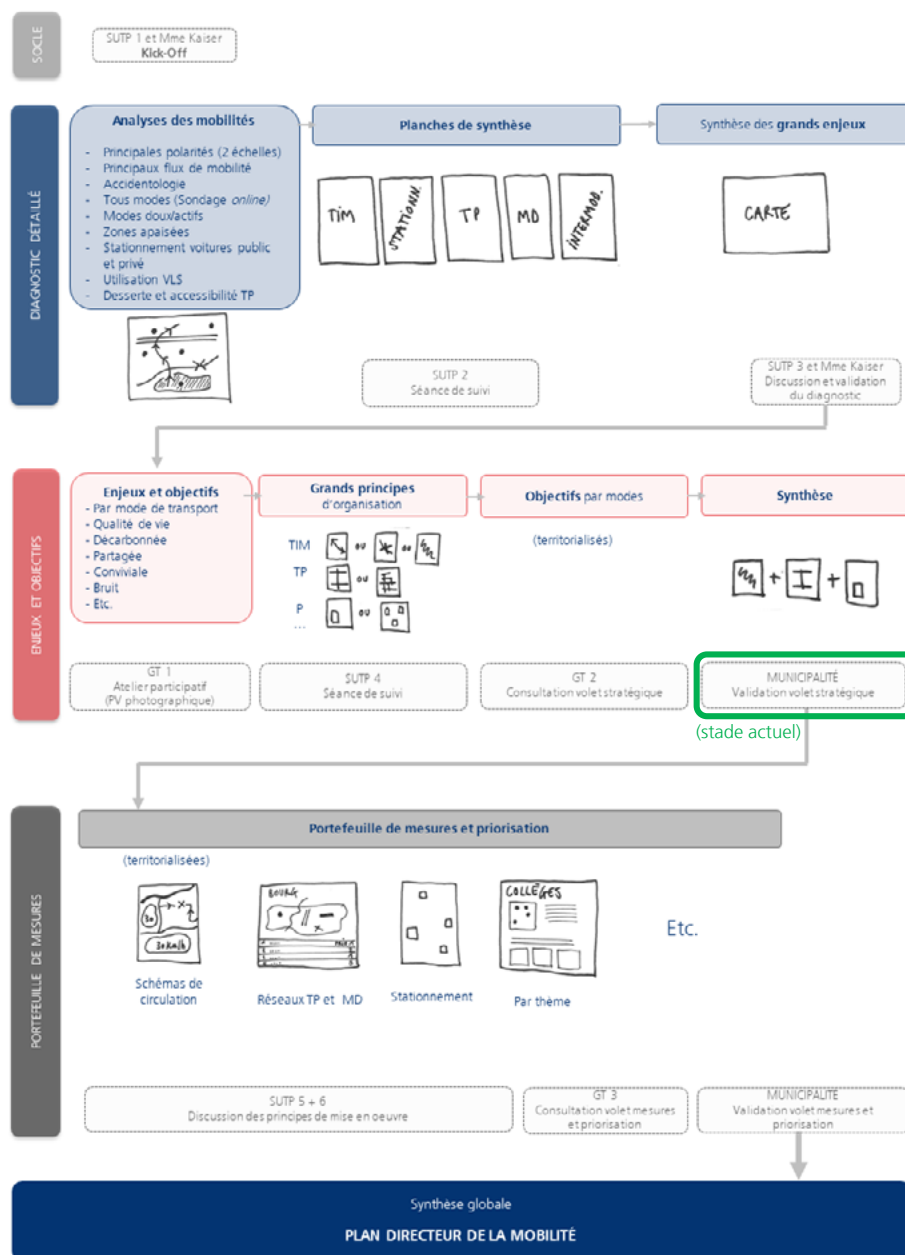 SOCLE
SUTP 1 et Mme Kaiser
Kick-Off
DIAGNOSTIC DÉTAILLÉ
Analyses des mobilités
- Principales polarités (2 échelles)
- Principaux flux de mobilité
- Accidentologie
- Tous modes (Sondage online)
- Modes doux/actifs
- Zones apaisées
- Stationnement voitures public
et privé
- Utilisation VLS
- Desserte et accessibilité TP
Planches de synthèse
TIM
STATIONN.
TP
MD
INTERMOD.
Synthèse des grands enjeux
CARTE
SUTP 2
Séance de suivi
SUTP 3 et Mme Kaiser
Discussion et validation
du diagnostic
ENJEUX ET OBJECTIFS
Enjeux et objectifs
- Par mode de transport
- Qualité de vie
- Décarbonnée
- Partagée
- Conviviale
- Bruit
- Etc.
Grands principes
d'organisation
TIM ou ou
TP ou
P ou
...
Objectifs par modes
(territorialisés)
Synthèse
+ +
GT 1
Atelier participatif
(PV photographique)
SUTP 4
Séance de suivi
GT 2
Consultation volet stratégique
MUNICIPALITÉ
Validation volet stratégique
(stade actuel)
PORTEFEUILLE DE MESURES
Portefeuille de mesures et priorisation
(territorialisées)
30
30 km/h
Schémas de
circulation
BOURG
Réseaux TP et MD
Stationnement
COLLÈGES
Par thème
Etc.
SUTP 5 + 6
Discussion des principes de mise en oeuvre
GT 3
Consultation volet mesures
et priorisation
MUNICIPALITE
Validation volet mesures et
priorisation
Synthèse globale
PLAN DIRECTEUR DE LA MOBILITÉ